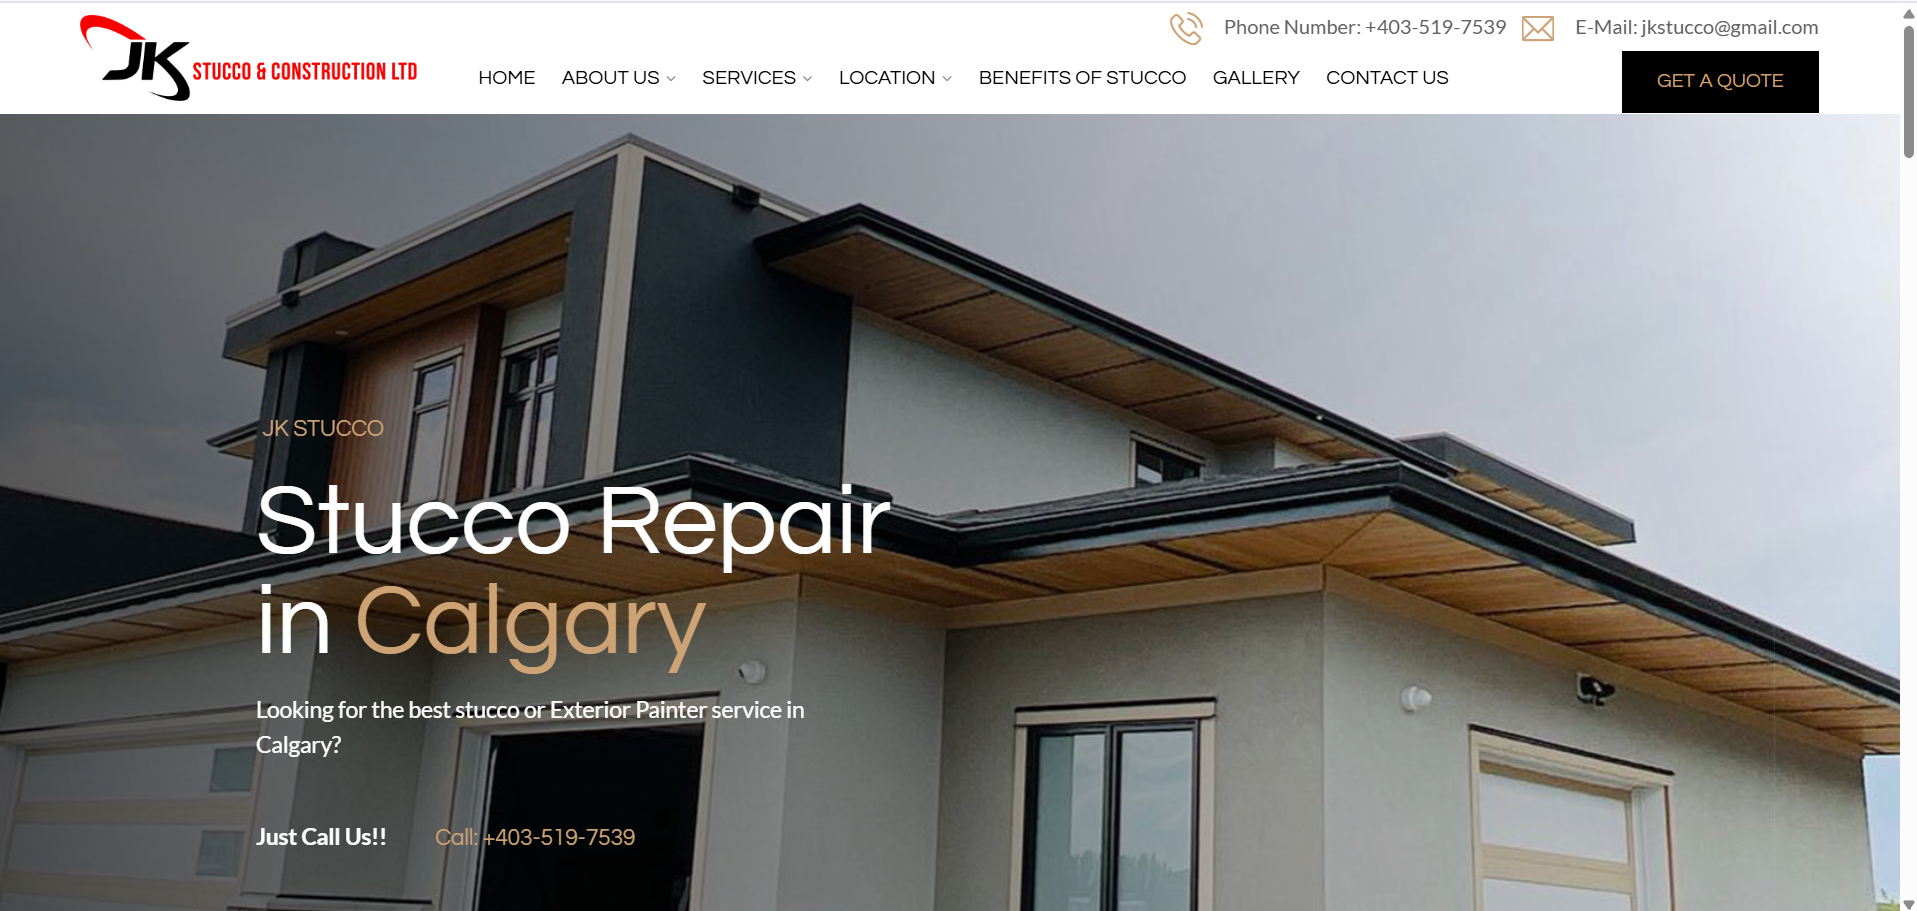 Phone Number: +403-519-7539 E-Mail: jkstucco@gmail.com
JK STUCCO & CONSTRUCTION LTD
HOME ABOUT US SERVICES LOCATION BENEFITS OF STUCCO GALLERY CONTACT US GET A QUOTE
JK STUCCO
Stucco Repair
in Calgary
Looking for the best stucco or Exterior Painter service in
Calgary?
Just Call Us!! Call: +403-519-7539